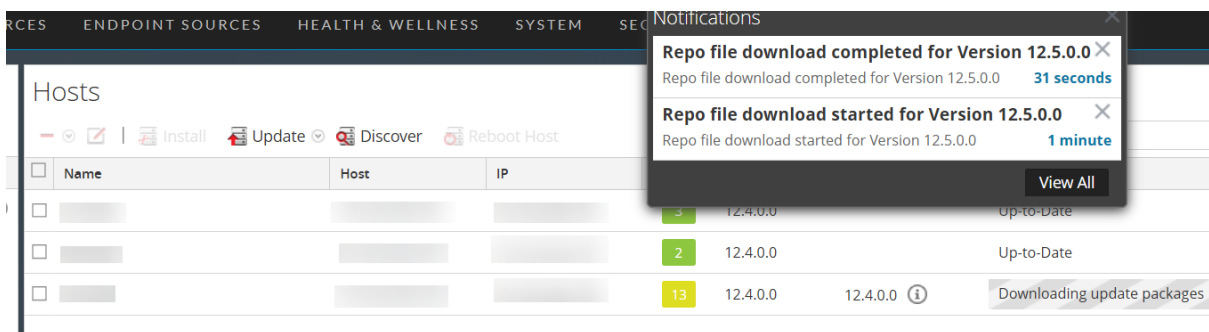 RCES ENDPOINT SOURCES HEALTH & WELLNESS SYSTEM SEC
Notifications
Repo file download completed for Version 12.5.0.0
Repo file download completed for Version 12.5.0.0 31 seconds
Repo file download started for Version 12.5.0.0
Repo file download started for Version 12.5.0.0 1 minute
View All
Hosts
Install Update Discover Reboot Host
Name Host IP
3 12.4.0.0 Up-to-Date
2 12.4.0.0 Up-to-Date
13 12.4.0.0 12.4.0.0 Downloading update packages